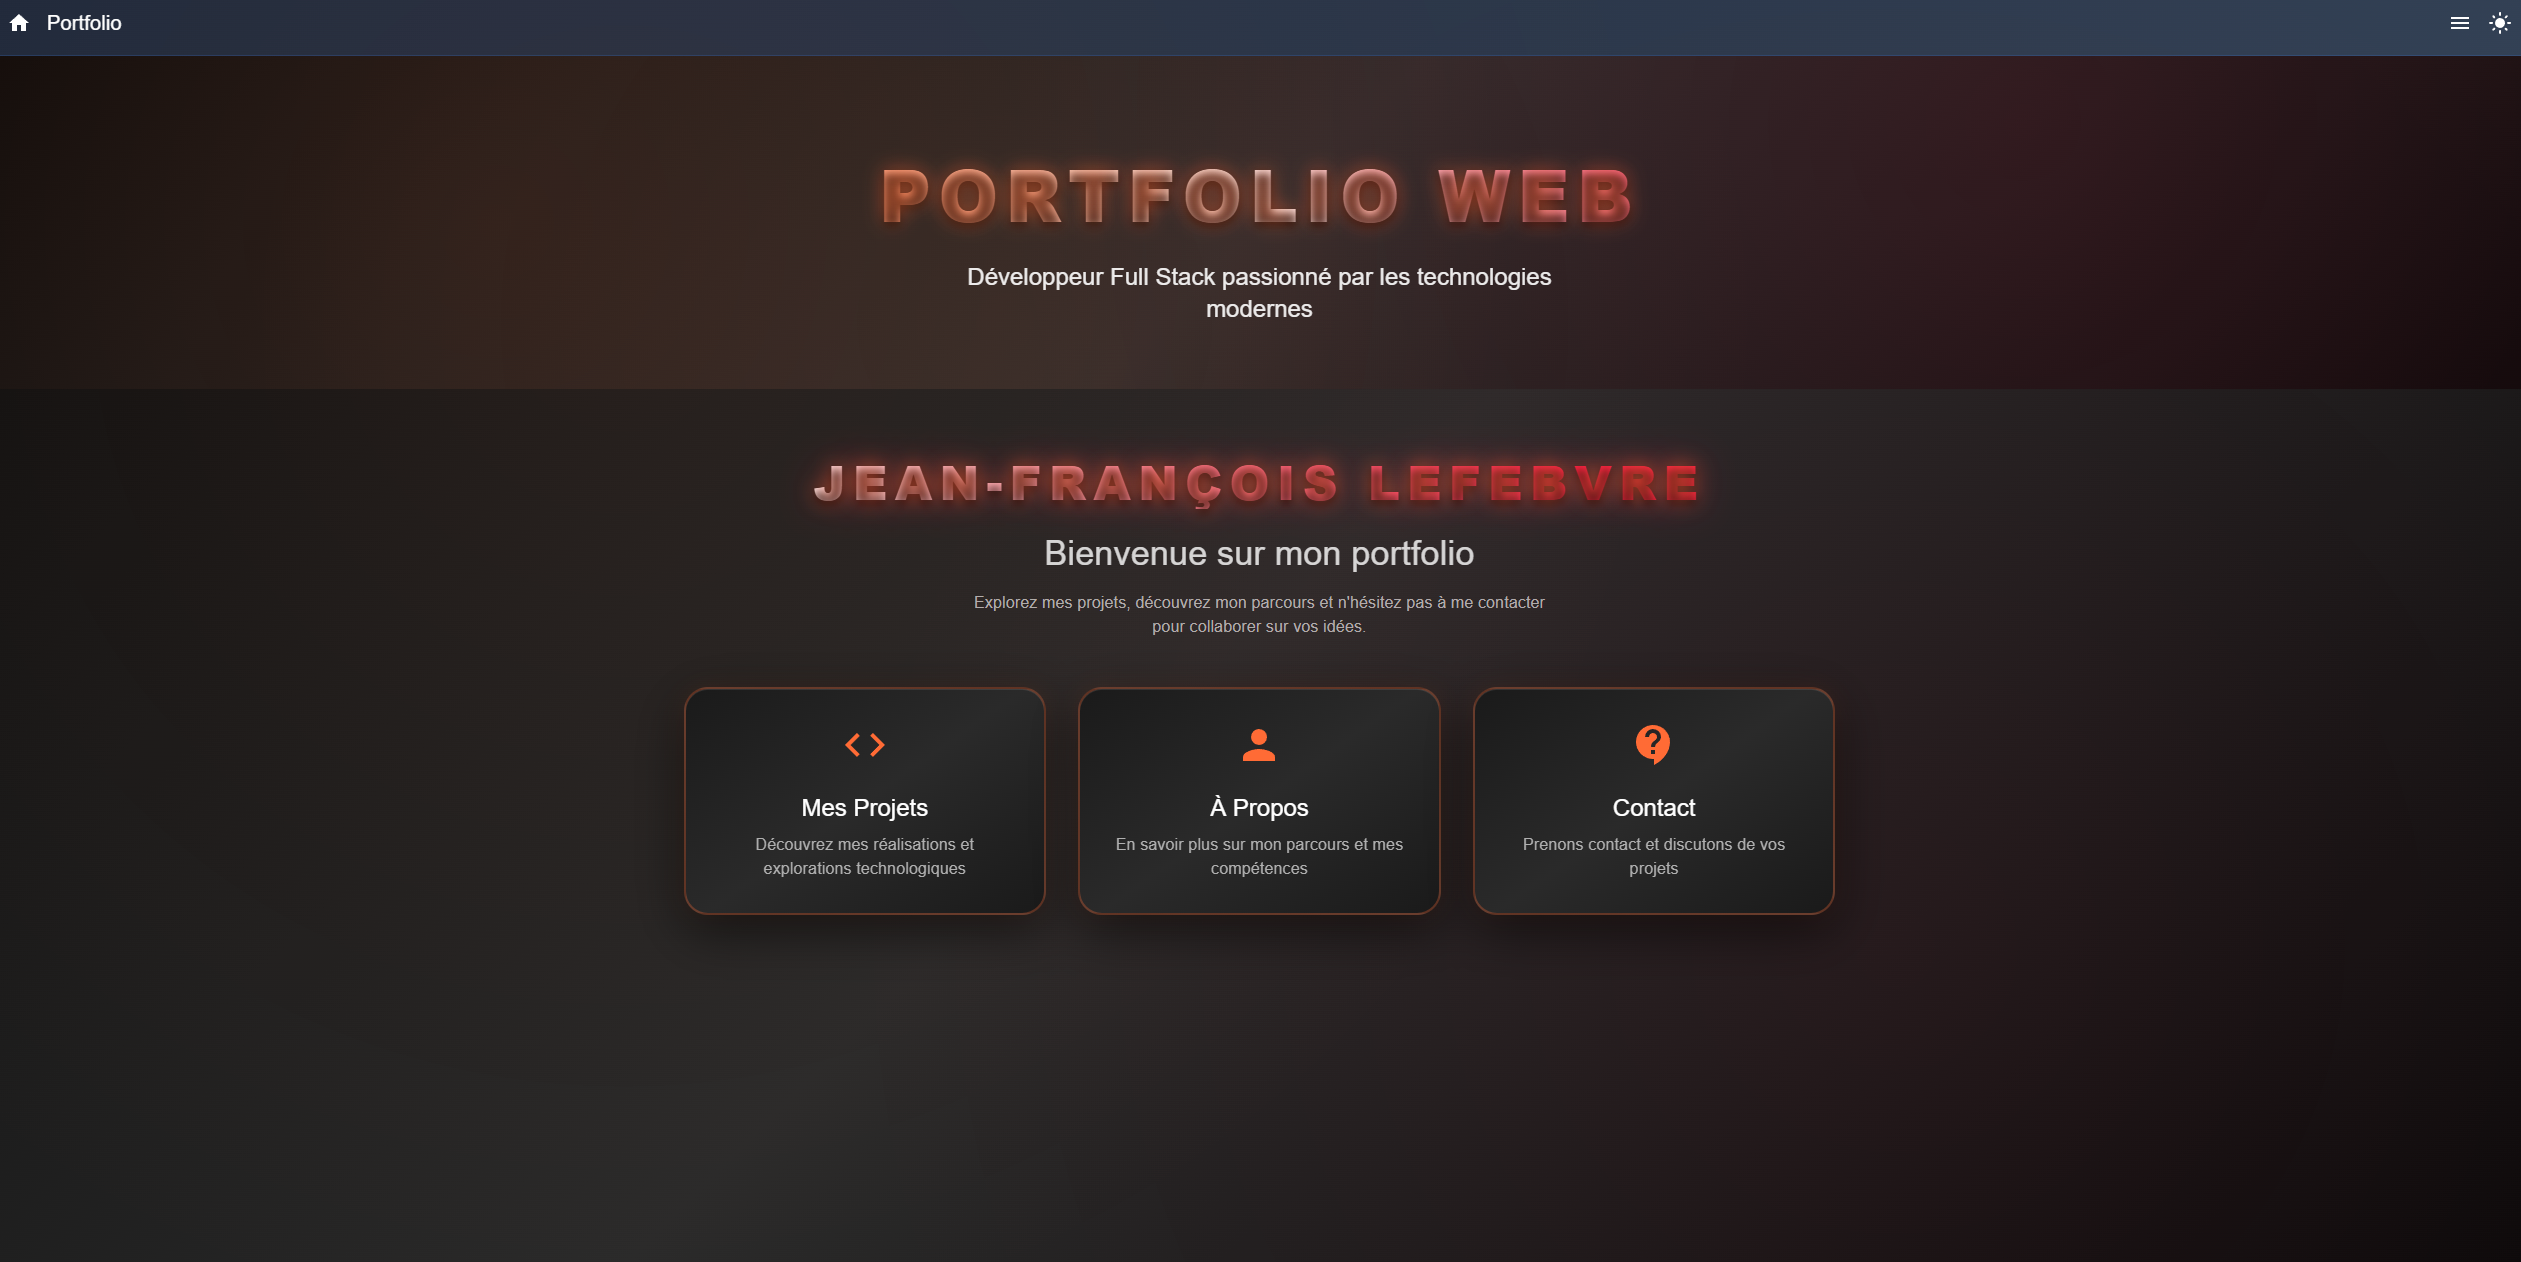 Portfolio
PORTFOLIO WEB
Développeur Full Stack passionné par les technologies
modernes
JEAN-FRANÇOIS LEFEBVRE
Bienvenue sur mon portfolio
Explorez mes projets, découvrez mon parcours et n'hésitez pas à me contacter
pour collaborer sur vos idées.
Mes Projets
Découvrez mes réalisations et
explorations technologiques
À Propos
En savoir plus sur mon parcours et mes
compétences
Contact
Prenons contact et discutons de vos
projets